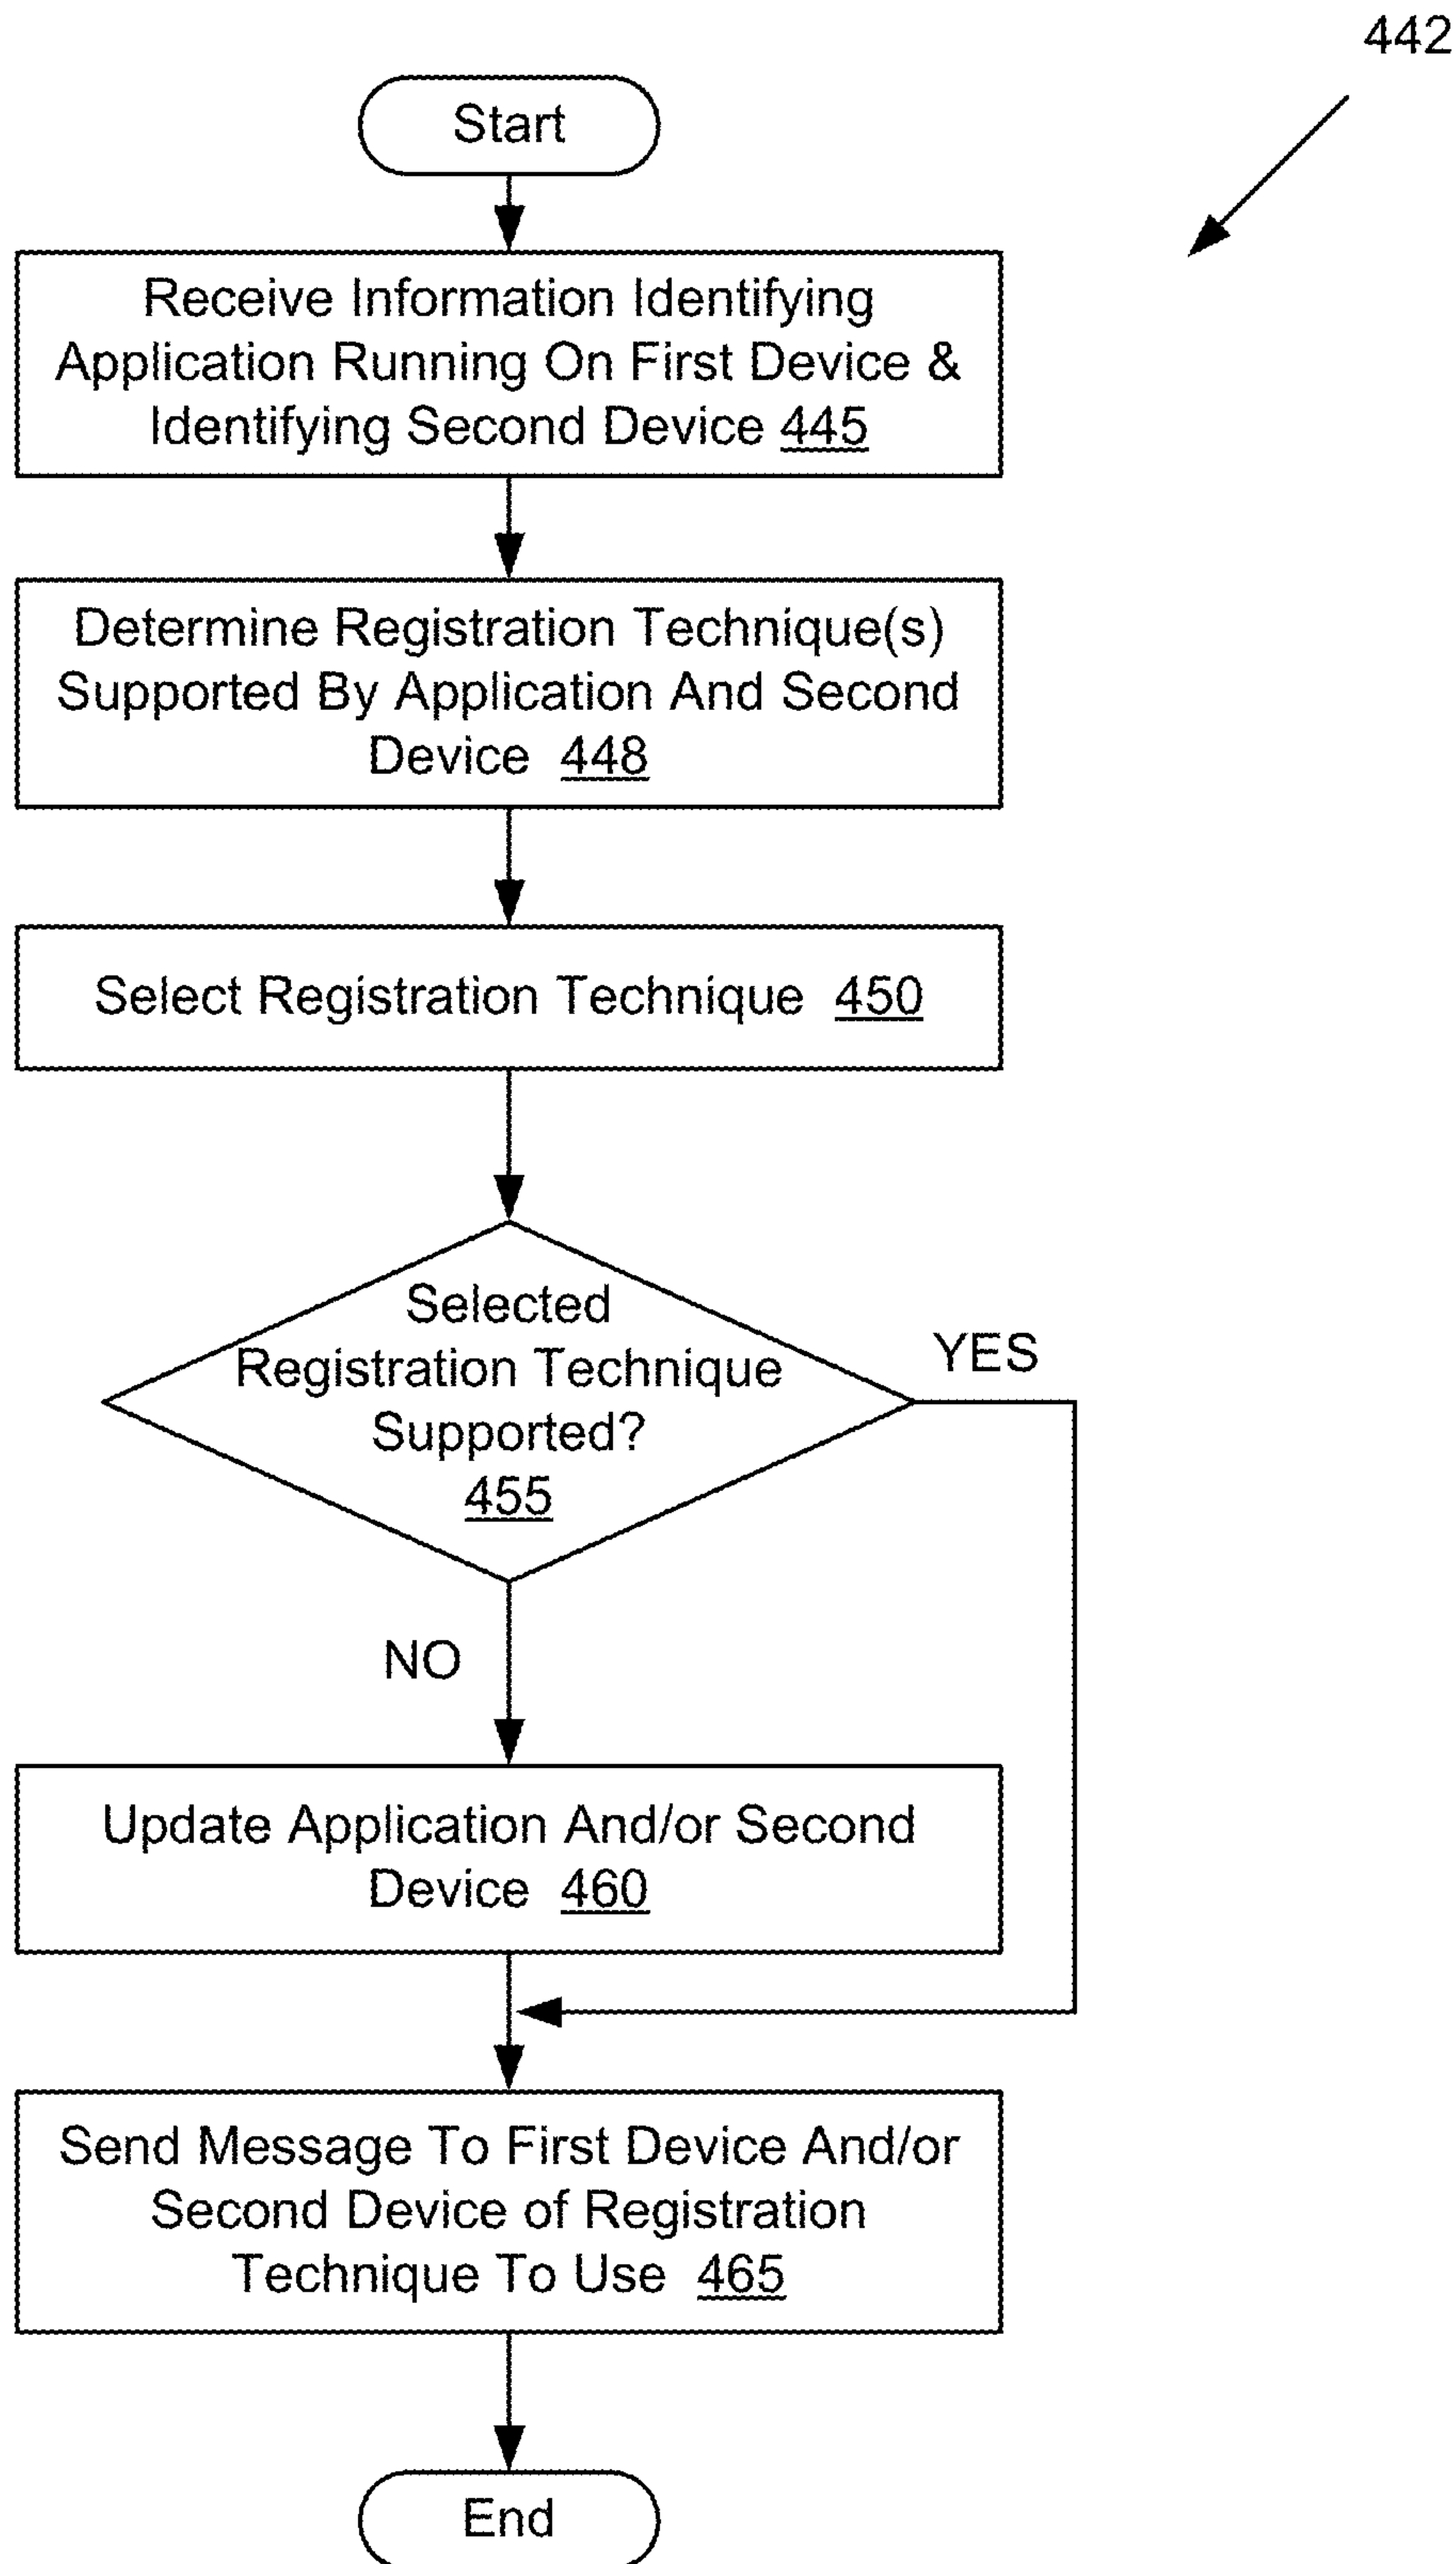 442
Start
Receive Information Identifying
Application Running On First Device &
Identifying Second Device 445
Determine Registration Technique(s)
Supported By Application And Second
Device 448
Select Registration Technique 450
Selected
Registration Technique
Supported?
455
YES
NO
Update Application And/or Second
Device 460
Send Message To First Device And/or
Second Device of Registration
Technique To Use 465
End